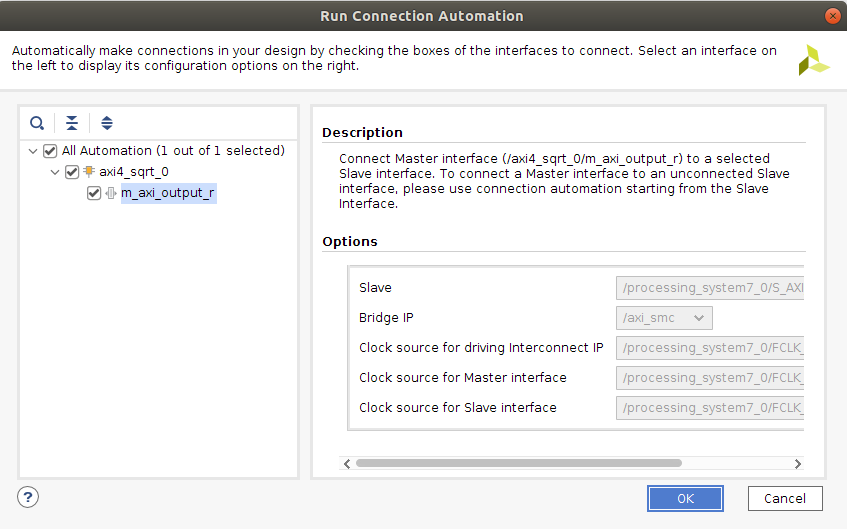 Run Connection Automation
Automatically make connections in your design by checking the boxes of the interfaces to connect. Select an interface on
the left to display its configuration options on the right.
All Automation (1 out of 1 selected)
axi4_sqrt_0
m_axi_output_r
Description
Connect Master interface (/axi4_sqrt_0/m_axi_output_r) to a selected
Slave interface. To connect a Master interface to an unconnected Slave
interface, please use connection automation starting from the Slave
Interface.
Options
Slave /processing_system7_0/S_AXI
Bridge IP /axi_smc
Clock source for driving Interconnect IP /processing_system7_0/FCLK_
Clock source for Master interface /processing_system7_0/FCLK_
Clock source for Slave interface /processing_system7_0/FCLK_
? OK Cancel